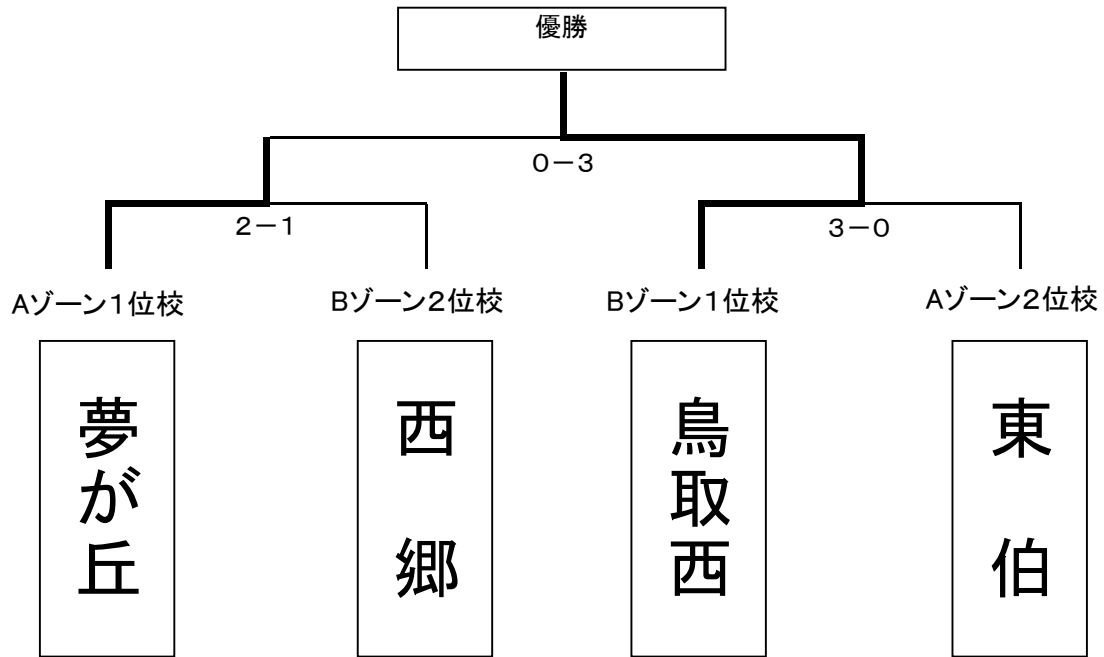 優勝
0－3
2－1
3－0
Aゾーン1位校
Bゾーン2位校
Bゾーン1位校
Aゾーン2位校
夢が丘
西郷
鳥取西
東伯